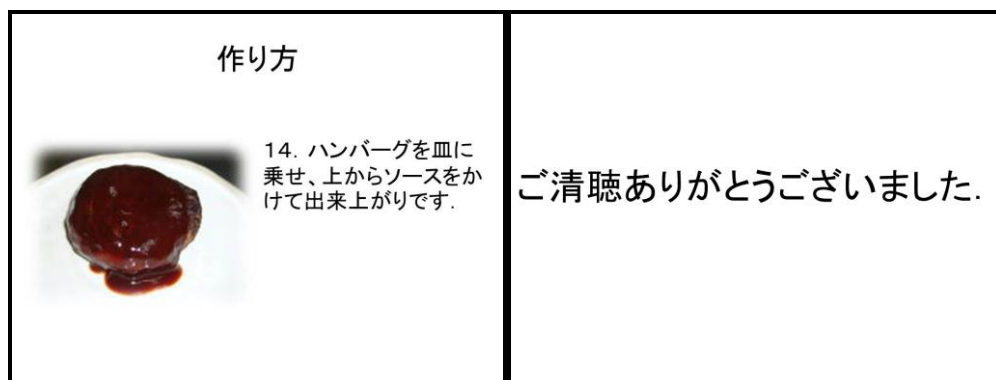 作り方
14. ハンバーグを皿に
乗せ、上からソースをか
けて出来上がりです.
ご清聴ありがとうございました.